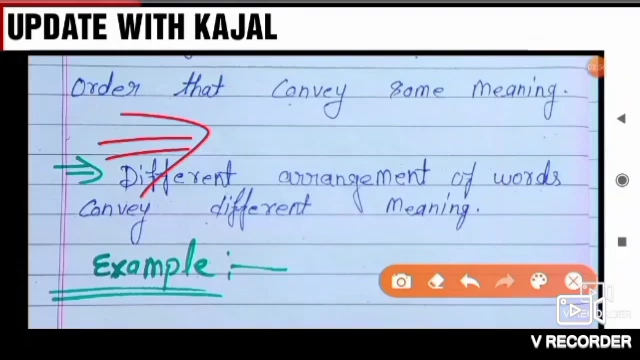 UPDATE WITH KAJAL
Order that Convey some meaning.
Different arrangement of words
Convey different meaning.
Example :-
V RECORDER